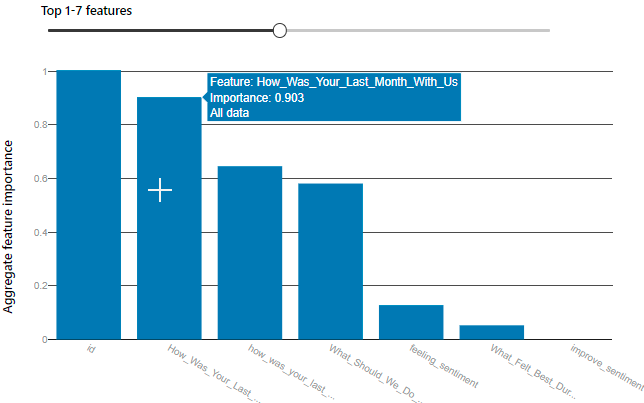 Top 1-7 features
Feature: How_Was_Your_Last_Month_With_Us
Importance: 0.903
All data
Aggregate feature importance
1
0.8
0.6
0.4
0.2
0
id
How_Was_Your_Last_...
how_was_your_last_...
What_Should_We_Do_...
feeling_sentiment
What_Felt_Best_Dur...
improve_sentiment